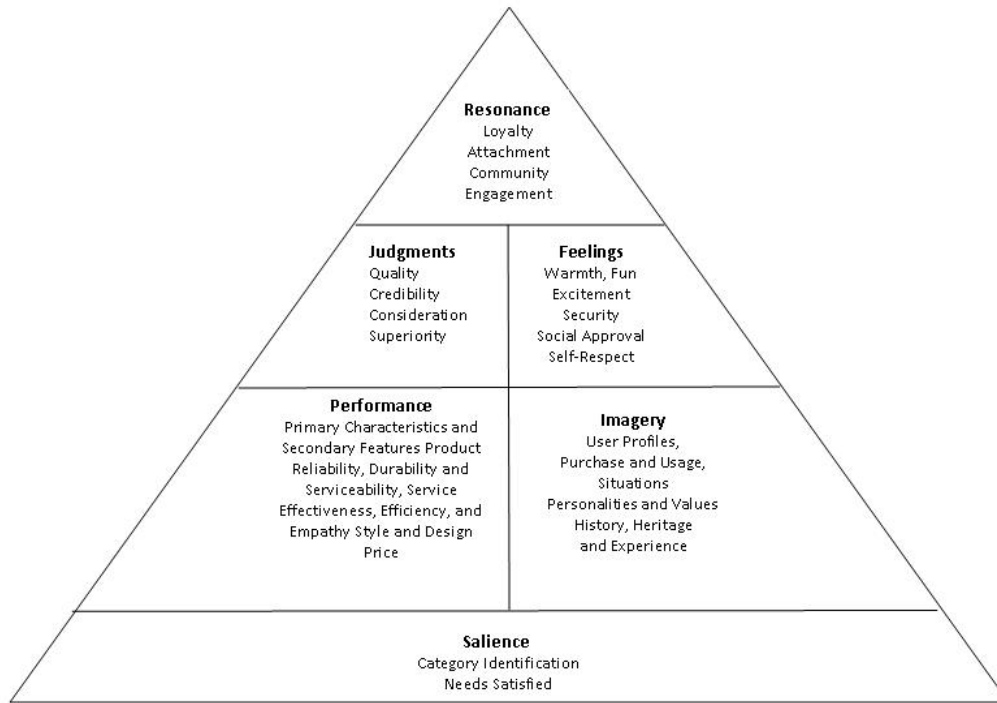 Resonance
Loyalty
Attachment
Community
Engagement
Judgments
Quality
Credibility
Consideration
Superiority
Feelings
Warmth, Fun
Excitement
Security
Social Approval
Self-Respect
Performance
Primary Characteristics and
Secondary Features Product
Reliability, Durability and
Serviceability, Service
Effectiveness, Efficiency, and
Empathy Style and Design
Price
Imagery
User Profiles,
Purchase and Usage,
Situations
Personalities and Values
History, Heritage
and Experience
Salience
Category Identification
Needs Satisfied